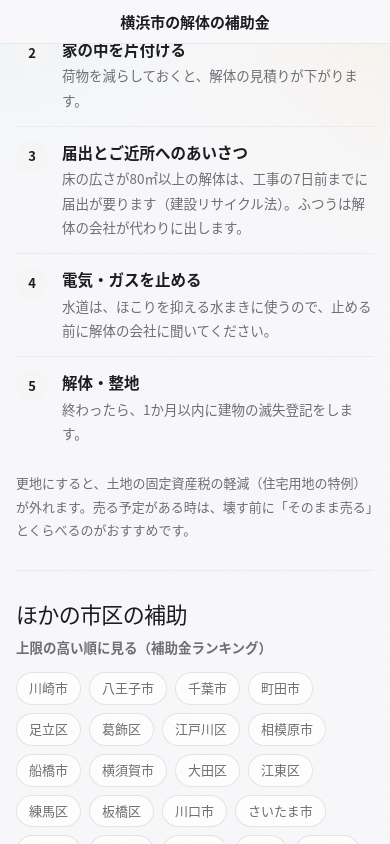 横浜市の解体の補助金
2 家の中を片付ける
荷物を減らしておくと、解体の見積りが下がりま
す。
3 届出とご近所へのあいさつ
床の広さが80㎡以上の解体は、工事の7日前までに
届出が要ります（建設リサイクル法）。ふつうは解
体の会社が代わりに出します。
4 電気・ガスを止める
水道は、ほこりを抑える水まきに使うので、止める
前に解体の会社に聞いてください。
5 解体・整地
終わったら、1か月以内に建物の滅失登記をしま
す。
更地にすると、土地の固定資産税の軽減（住宅用地の特例）
が外れます。売る予定がある時は、壊す前に「そのまま売る」
とくらべるのがおすすめです。
ほかの市区の補助
上限の高い順に見る（補助金ランキング）
川崎市 八王子市 千葉市 町田市
足立区 葛飾区 江戸川区 相模原市
船橋市 横須賀市 大田区 江東区
練馬区 板橋区 川口市 さいたま市